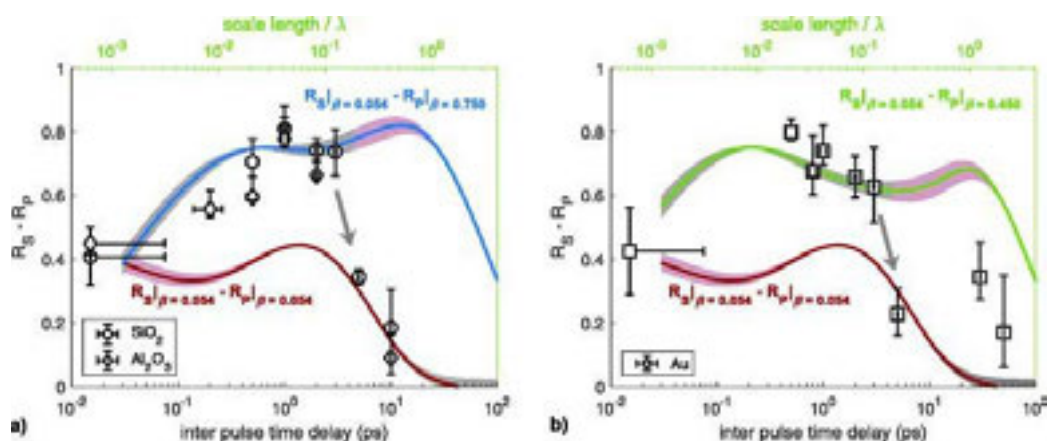 scale length / λ
10⁻³ 10⁻² 10⁻¹ 10⁰
R_S|β = 0.054 - R_P|β = 0.750
R_S|β = 0.054 - R_P|β = 0.054
R_S - R_P
1
0.8
0.6
0.4
0.2
0
SiO₂
Al₂O₃
10⁻² 10⁻¹ 10⁰ 10¹ 10²
a)
inter pulse time delay (ps)
scale length / λ
10⁻³ 10⁻² 10⁻¹ 10⁰
R_S|β = 0.054 - R_P|β = 0.450
R_S|β = 0.054 - R_P|β = 0.054
R_S - R_P
1
0.8
0.6
0.4
0.2
0
Au
10⁻² 10⁻¹ 10⁰ 10¹ 10²
b)
inter pulse time delay (ps)